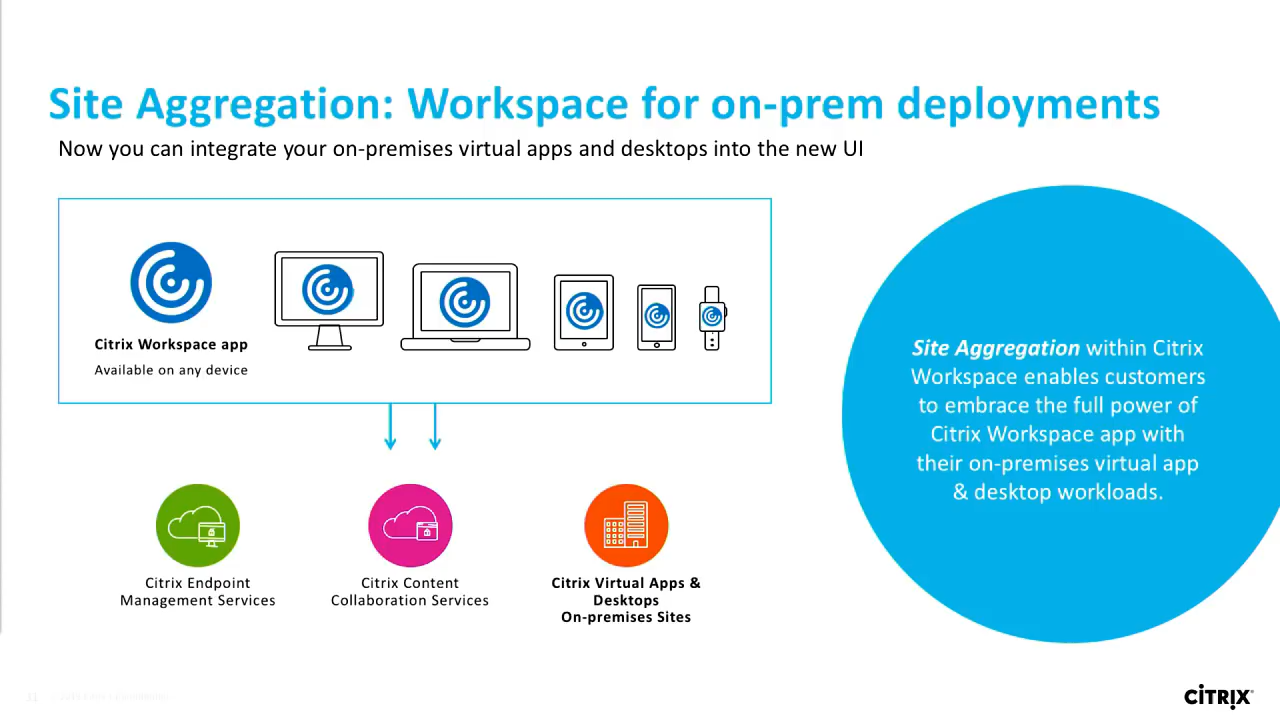 Site Aggregation: Workspace for on-prem deployments
Now you can integrate your on-premises virtual apps and desktops into the new UI
Citrix Workspace app
Available on any device
Site Aggregation within Citrix
Workspace enables customers
to embrace the full power of
Citrix Workspace app with
their on-premises virtual app
& desktop workloads.
Citrix Endpoint
Management Services
Citrix Content
Collaboration Services
Citrix Virtual Apps &
Desktops
On-premises Sites
11
CİTRIX